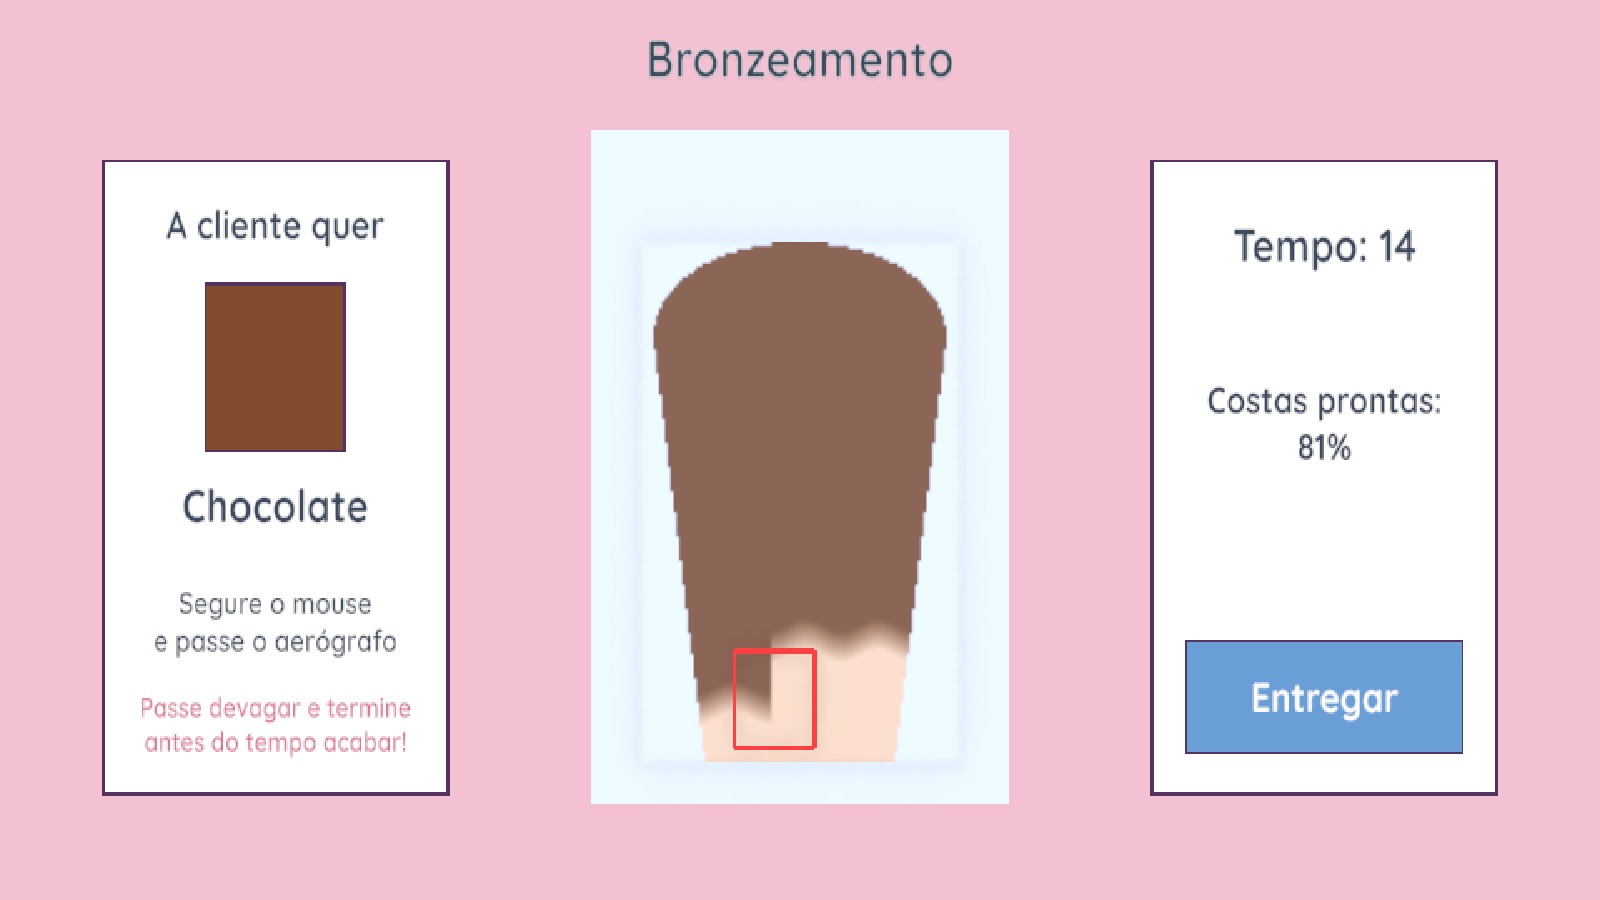 Bronzeamento
A cliente quer
Chocolate
Segure o mouse
e passe o aerógrafo
Passe devagar e termine
antes do tempo acabar!
Tempo: 14
Costas prontas:
81%
Entregar